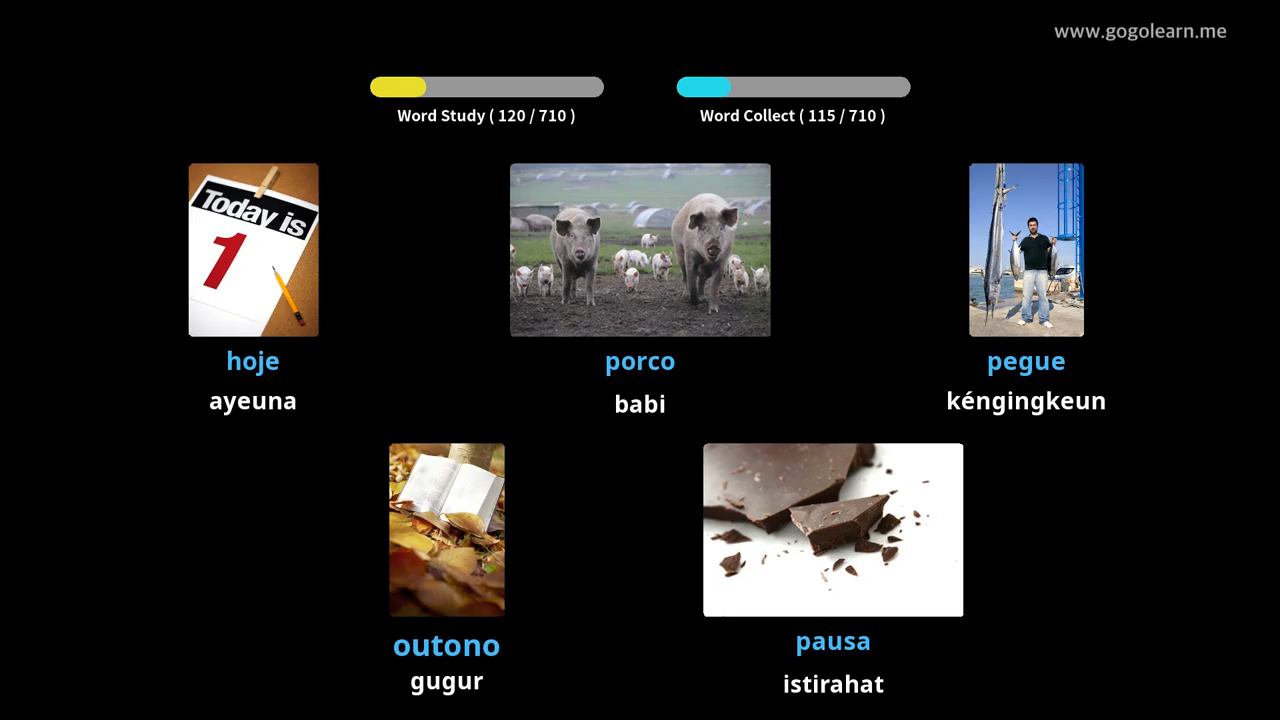 www.gogolearn.me
Word Study ( 120 / 710 )
Word Collect ( 115 / 710 )
Today is
1
hoje
porco
pegue
ayeuna
babi
kéngingkeun
outono
pausa
gugur
istirahat